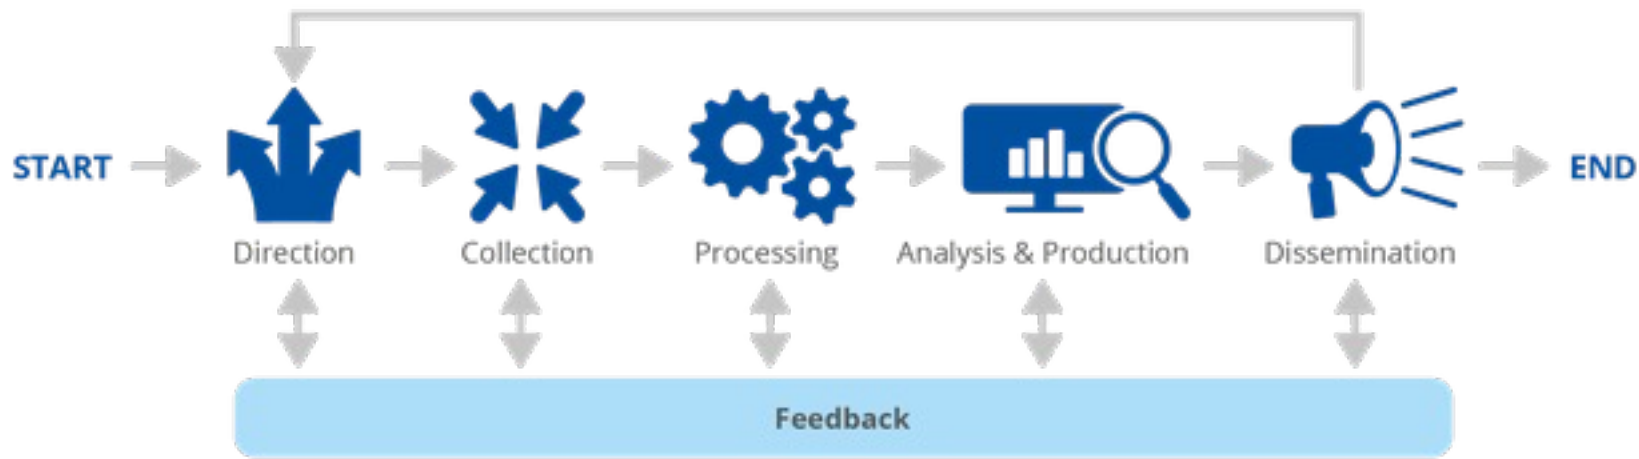 START
END
Direction
Collection
Processing
Analysis & Production
Dissemination
Feedback